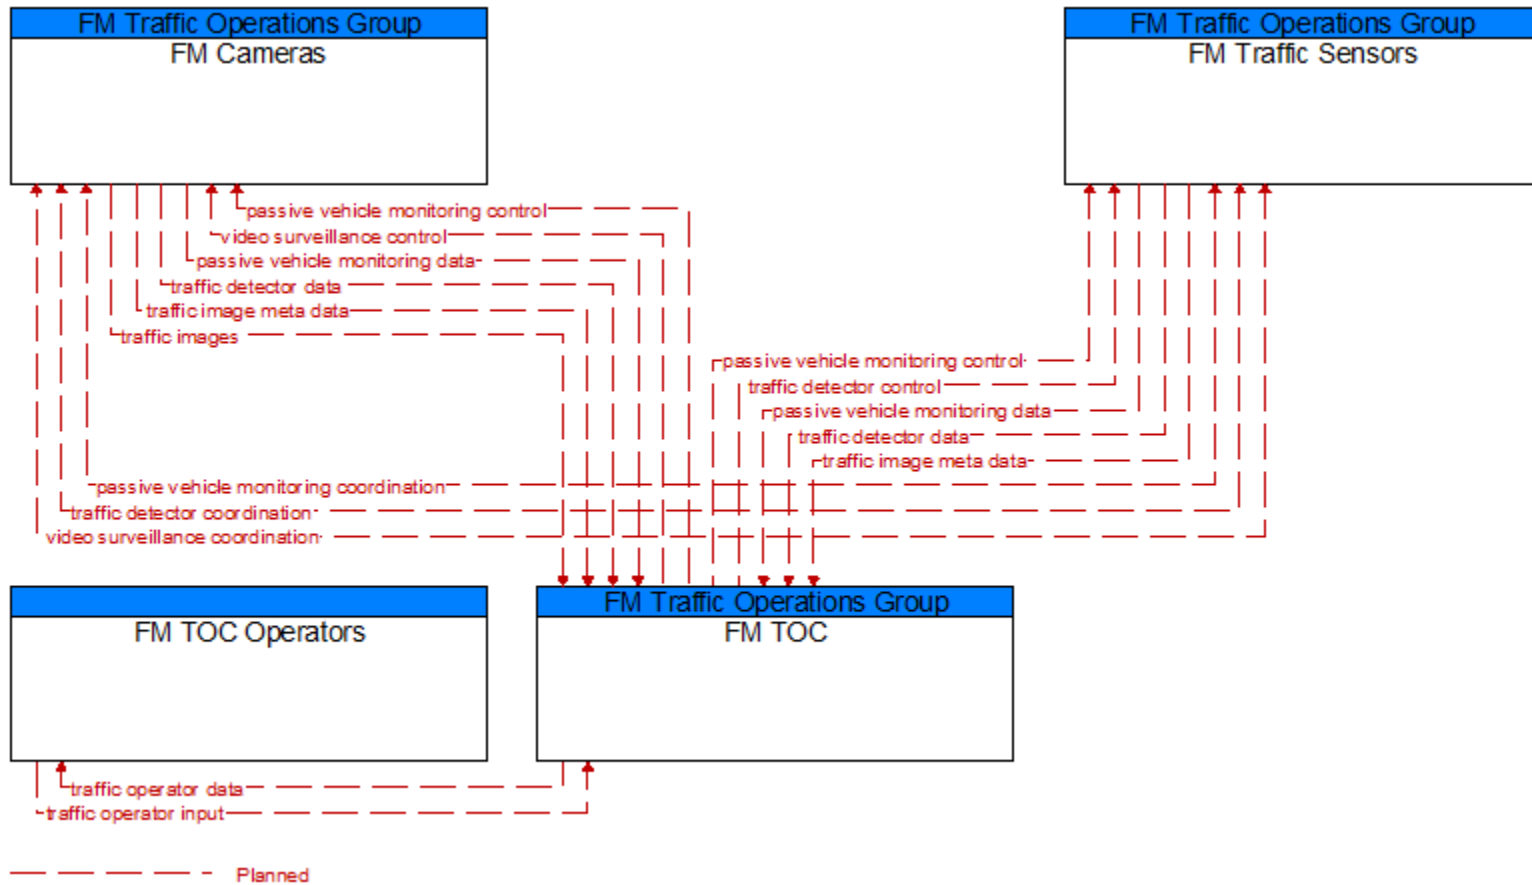 FM Traffic Operations Group
FM Cameras
FM Traffic Operations Group
FM Traffic Sensors
passive vehicle monitoring control
video surveillance control
passive vehicle monitoring data
traffic detector data
traffic image meta data
traffic images
passive vehicle monitoring control
traffic detector control
passive vehicle monitoring data
traffic detector data
traffic image meta data
passive vehicle monitoring coordination
traffic detector coordination
video surveillance coordination
FM TOC Operators
FM Traffic Operations Group
FM TOC
traffic operator data
traffic operator input
Planned